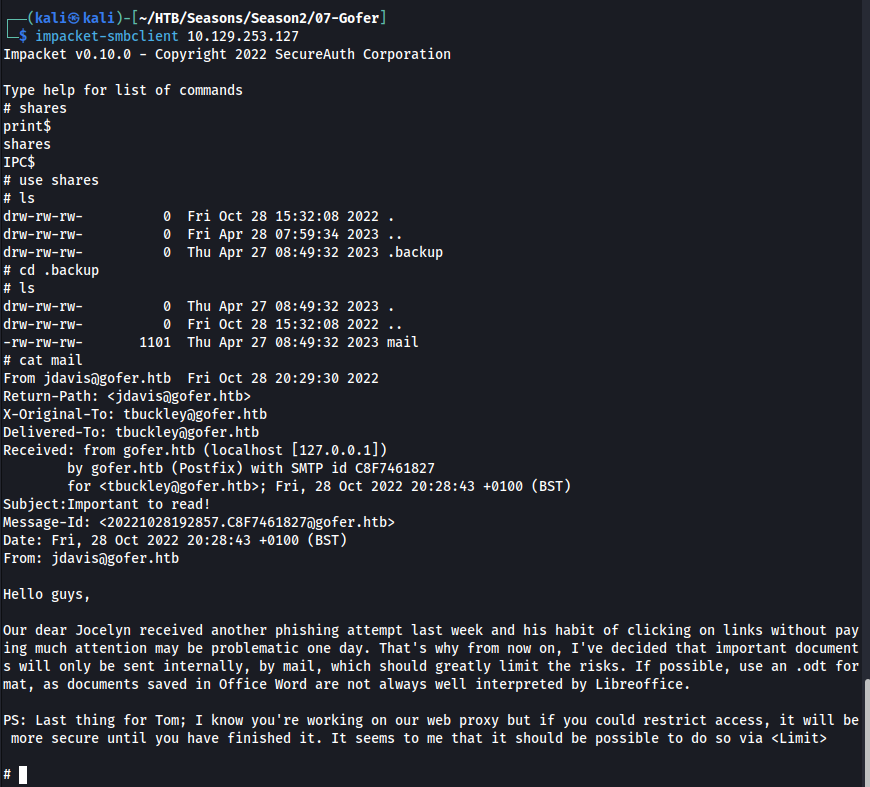 ┌──(kali㉿kali)-[~/HTB/Seasons/Season2/07-Gofer]
└─$ impacket-smbclient 10.129.253.127
Impacket v0.10.0 - Copyright 2022 SecureAuth Corporation

Type help for list of commands
# shares
print$
shares
IPC$
# use shares
# ls
drw-rw-rw-          0  Fri Oct 28 15:32:08 2022 .
drw-rw-rw-          0  Fri Apr 28 07:59:34 2023 ..
drw-rw-rw-          0  Thu Apr 27 08:49:32 2023 .backup
# cd .backup
# ls
drw-rw-rw-          0  Thu Apr 27 08:49:32 2023 .
drw-rw-rw-          0  Fri Oct 28 15:32:08 2022 ..
-rw-rw-rw-       1101  Thu Apr 27 08:49:32 2023 mail
# cat mail
From jdavis@gofer.htb  Fri Oct 28 20:29:30 2022
Return-Path: <jdavis@gofer.htb>
X-Original-To: tbuckley@gofer.htb
Delivered-To: tbuckley@gofer.htb
Received: from gofer.htb (localhost [127.0.0.1])
        by gofer.htb (Postfix) with SMTP id C8F7461827
        for <tbuckley@gofer.htb>; Fri, 28 Oct 2022 20:28:43 +0100 (BST)
Subject:Important to read!
Message-Id: <20221028192857.C8F7461827@gofer.htb>
Date: Fri, 28 Oct 2022 20:28:43 +0100 (BST)
From: jdavis@gofer.htb

Hello guys,

Our dear Jocelyn received another phishing attempt last week and his habit of clicking on links without pay
ing much attention may be problematic one day. That's why from now on, I've decided that important document
s will only be sent internally, by mail, which should greatly limit the risks. If possible, use an .odt for
mat, as documents saved in Office Word are not always well interpreted by Libreoffice.

PS: Last thing for Tom; I know you're working on our web proxy but if you could restrict access, it will be
 more secure until you have finished it. It seems to me that it should be possible to do so via <Limit>

#